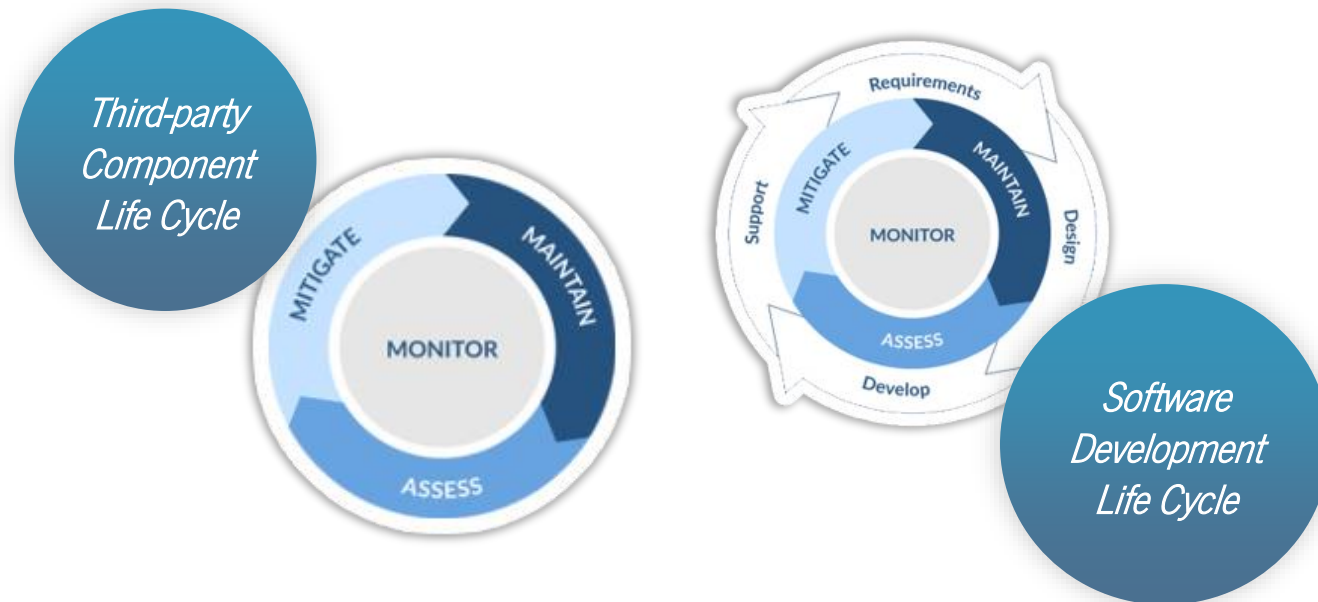 Third-party
Component
Life Cycle
MITIGATE
MAINTAIN
MONITOR
ASSESS
Requirements
MITIGATE
MAINTAIN
Support
MONITOR
Design
ASSESS
Develop
Software
Development
Life Cycle